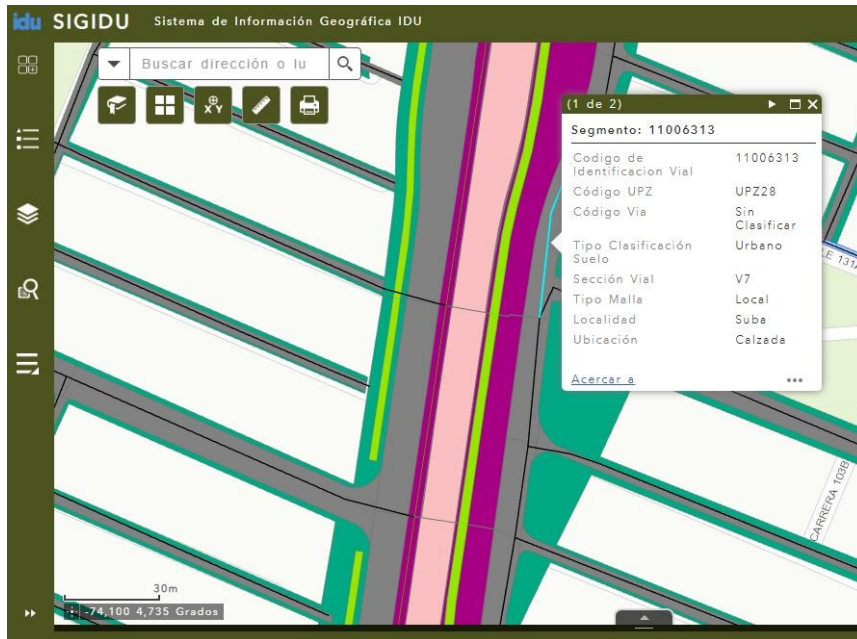 idu SIGIDU Sistema de Información Geográfica IDU
Buscar dirección o lu
X Y
(1 de 2)
Segmento: 11006313
Codigo de Identificacion Vial 11006313
Código UPZ UPZ28
Código Via Sin Clasificar
Tipo Clasificación Suelo Urbano
Sección Vial V7
Tipo Malla Local
Localidad Suba
Ubicación Calzada
Acercar a
LE 131A
CARRERA 103B
30m
-74,100 4,735 Grados